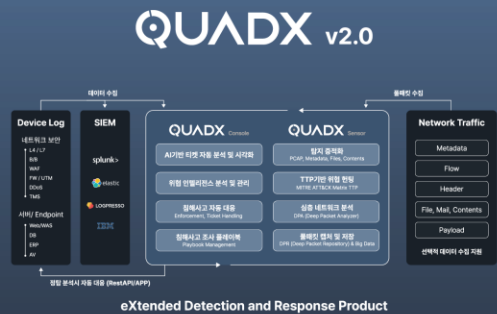 QUADX v2.0
데이터 수집
풀패킷 수집
Device Log
네트워크 보안
L4 / L7
IPS
WAF
FW / UTM
DDoS
TMS
서버/ Endpoint
Web/WAS
DB
ERP
AV
SIEM
splunk>
elastic
LOGPRESSO
IBM
QUADX Console
AI기반 티켓 자동 분석 및 시각화
위협 인텔리전스 분석 및 관리
침해사고 자동 대응
Enforcement, Ticket Handling
침해사고 조사 플레이북
Playbook Management
QUADX Sensor
탐지 증적화
PCAP, Metadata, Files, Contents
TTP기반 위협 헌팅
MITRE ATT&CK Matrix TTP
심층 네트워크 분석
DPA (Deep Packet Analyzer)
풀패킷 캡처 및 저장
DPR (Deep Packet Repository) & Big Data
Network Traffic
Metadata
Flow
Header
File, Mail, Contents
Payload
선택적 데이터 수집 지원
정탐 분석시 자동 대응 (RestAPI/APP)
eXtended Detection and Response Product